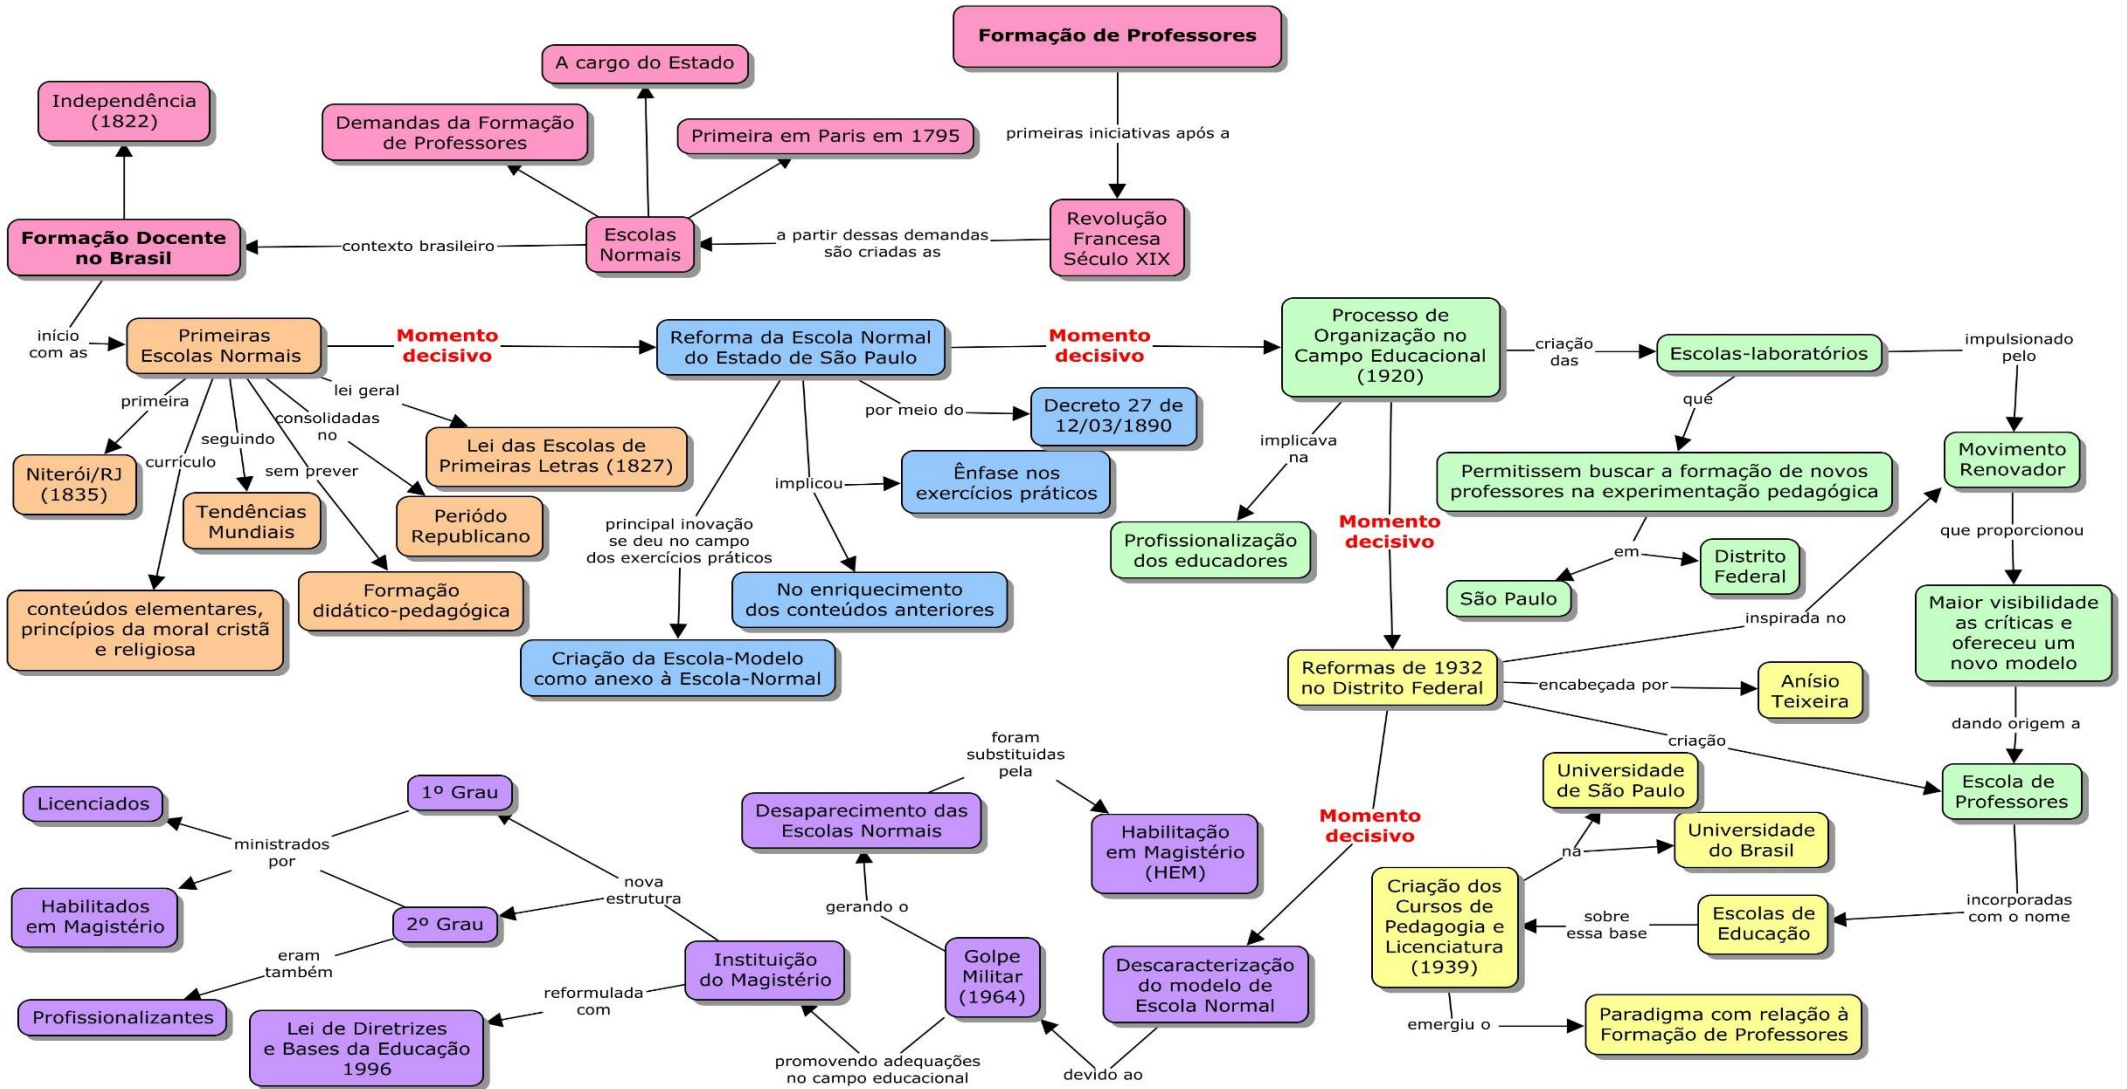 Formação de Professores
primeiras iniciativas após a
Revolução
Francesa
Século XIX
a partir dessas demandas
são criadas as
Escolas
Normais
A cargo do Estado
Demandas da Formação
de Professores
Primeira em Paris em 1795
contexto brasileiro
Independência
(1822)
Formação Docente
no Brasil
início
com as
Primeiras
Escolas Normais
primeira
Niterói/RJ
(1835)
currículo
conteúdos elementares,
princípios da moral cristã
e religiosa
seguindo
Tendências
Mundiais
sem prever
Formação
didático-pedagógica
consolidadas
no
Periódo
Republicano
lei geral
Lei das Escolas de
Primeiras Letras (1827)
Momento
decisivo
Reforma da Escola Normal
do Estado de São Paulo
por meio do
Decreto 27 de
12/03/1890
implicou
Ênfase nos
exercícios práticos
No enriquecimento
dos conteúdos anteriores
principal inovação
se deu no campo
dos exercícios práticos
Criação da Escola-Modelo
como anexo à Escola-Normal
Momento
decisivo
Processo de
Organização no
Campo Educacional
(1920)
implicava
na
Profissionalização
dos educadores
criação
das
Escolas-laboratórios
que
Permitissem buscar a formação de novos
professores na experimentação pedagógica
em
São Paulo
Distrito
Federal
impulsionado
pelo
Movimento
Renovador
que proporcionou
Maior visibilidade
as críticas e
ofereceu um
novo modelo
dando origem a
Escola de
Professores
Momento
decisivo
Reformas de 1932
no Distrito Federal
inspirada no
encabeçada por
Anísio
Teixeira
criação
incorporadas
com o nome
Escolas de
Educação
sobre
essa base
Criação dos
Cursos de
Pedagogia e
Licenciatura
(1939)
na
Universidade
de São Paulo
Universidade
do Brasil
emergiu o
Paradigma com relação à
Formação de Professores
Momento
decisivo
Descaracterização
do modelo de
Escola Normal
devido ao
Golpe
Militar
(1964)
gerando o
Desaparecimento das
Escolas Normais
foram
substituidas
pela
Habilitação
em Magistério
(HEM)
promovendo adequações
no campo educacional
Instituição
do Magistério
reformulada
com
Lei de Diretrizes
e Bases da Educação
1996
nova
estrutura
1º Grau
2º Grau
ministrados
por
Licenciados
Habilitados
em Magistério
eram
também
Profissionalizantes